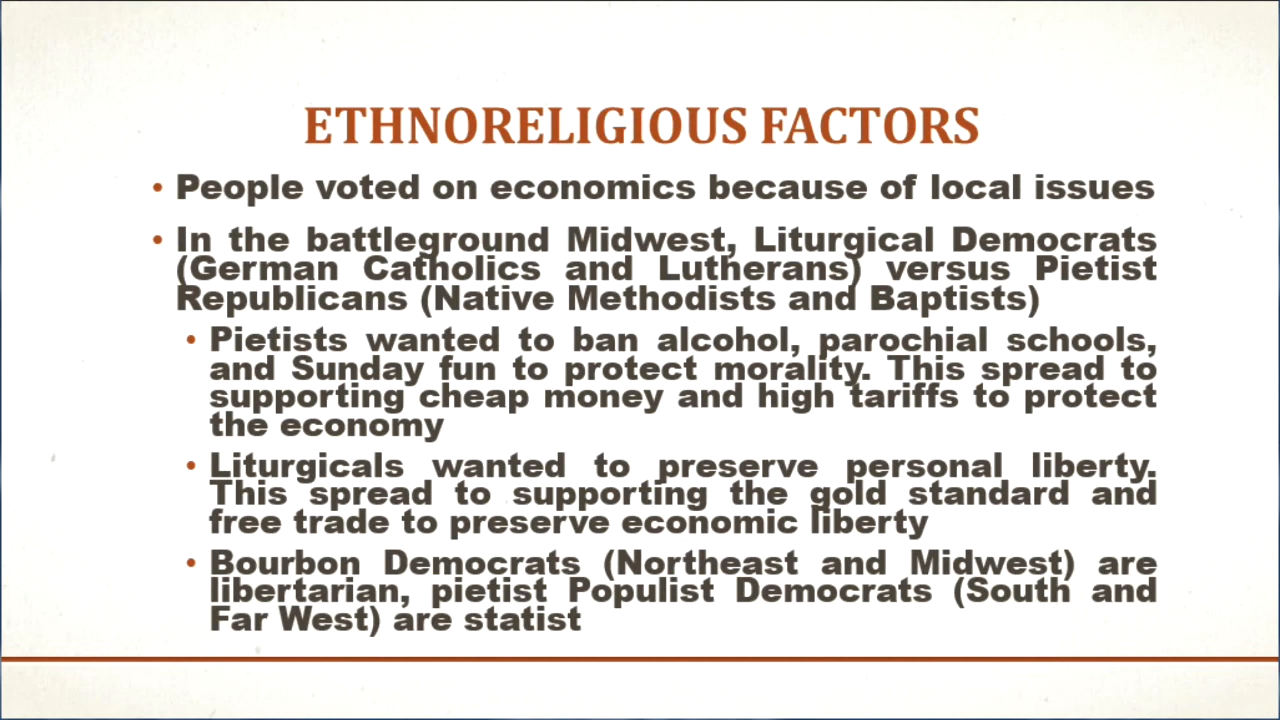 ETHNORELIGIOUS FACTORS
• People voted on economics because of local issues
• In the battleground Midwest, Liturgical Democrats
(German Catholics and Lutherans) versus Pietist
Republicans (Native Methodists and Baptists)
• Pietists wanted to ban alcohol, parochial schools,
and Sunday fun to protect morality. This spread to
supporting cheap money and high tariffs to protect
the economy
• Liturgicals wanted to preserve personal liberty.
This spread to supporting the gold standard and
free trade to preserve economic liberty
• Bourbon Democrats (Northeast and Midwest) are
libertarian, pietist Populist Democrats (South and
Far West) are statist